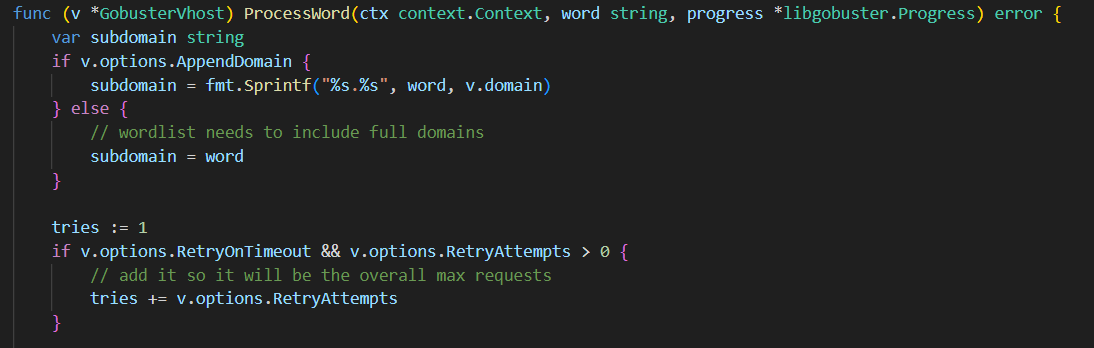 func (v *GobusterVhost) ProcessWord(ctx context.Context, word string, progress *libgobuster.Progress) error {
var subdomain string
if v.options.AppendDomain {
subdomain = fmt.Sprintf("%s.%s", word, v.domain)
} else {
// wordlist needs to include full domains
subdomain = word
}
tries := 1
if v.options.RetryOnTimeout && v.options.RetryAttempts > 0 {
// add it so it will be the overall max requests
tries += v.options.RetryAttempts
}